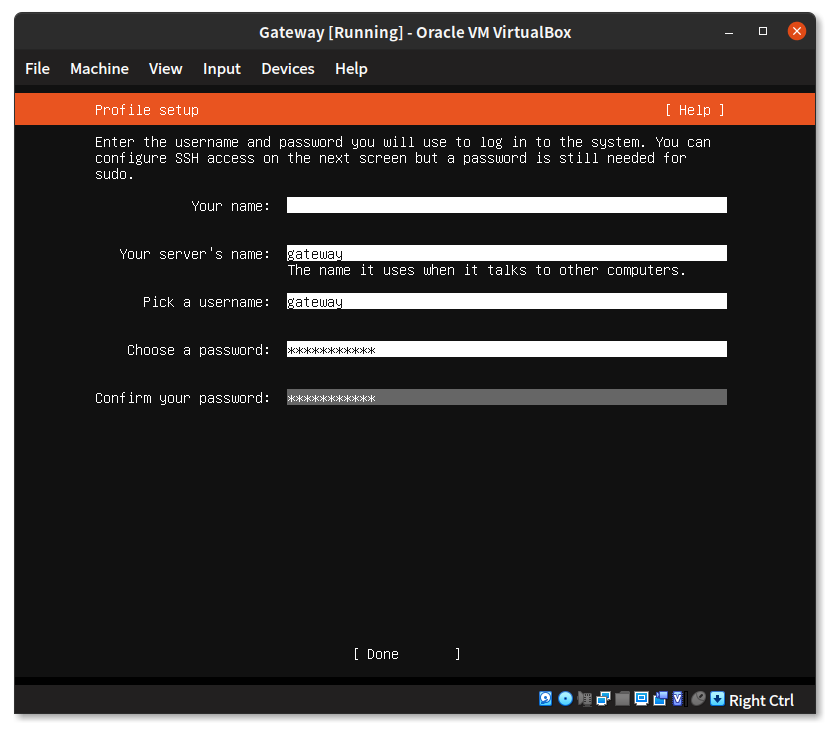 Gateway [Running] - Oracle VM VirtualBox
File Machine View Input Devices Help
Profile setup [ Help ]
Enter the username and password you will use to log in to the system. You can
configure SSH access on the next screen but a password is still needed for
sudo.
Your name:
Your server's name: gateway
The name it uses when it talks to other computers.
Pick a username: gateway
Choose a password: ***********
Confirm your password: ***********
[ Done ]
Right Ctrl